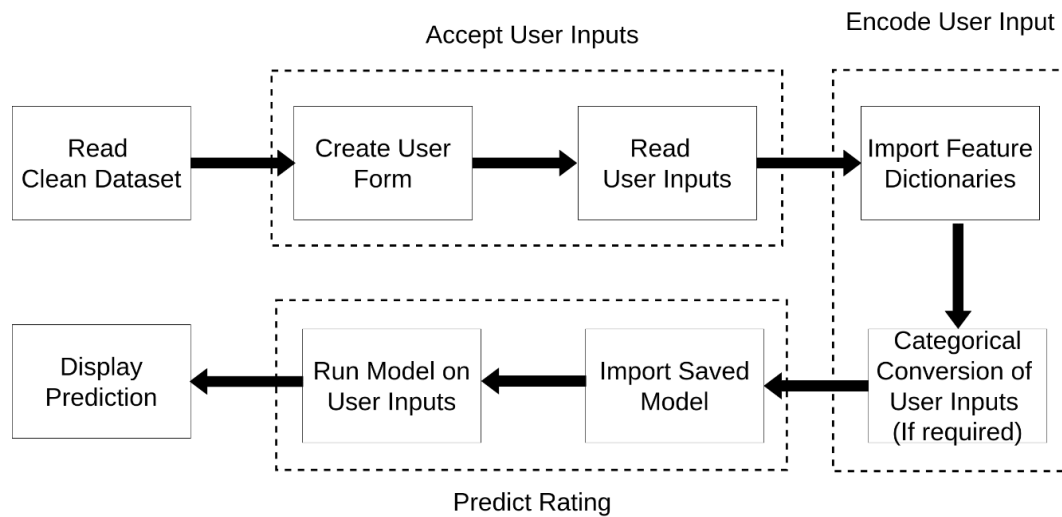 Accept User Inputs
Encode User Input
Read
Clean Dataset
Create User
Form
Read
User Inputs
Import Feature
Dictionaries
Categorical
Conversion of
User Inputs
(If required)
Import Saved
Model
Run Model on
User Inputs
Display
Prediction
Predict Rating